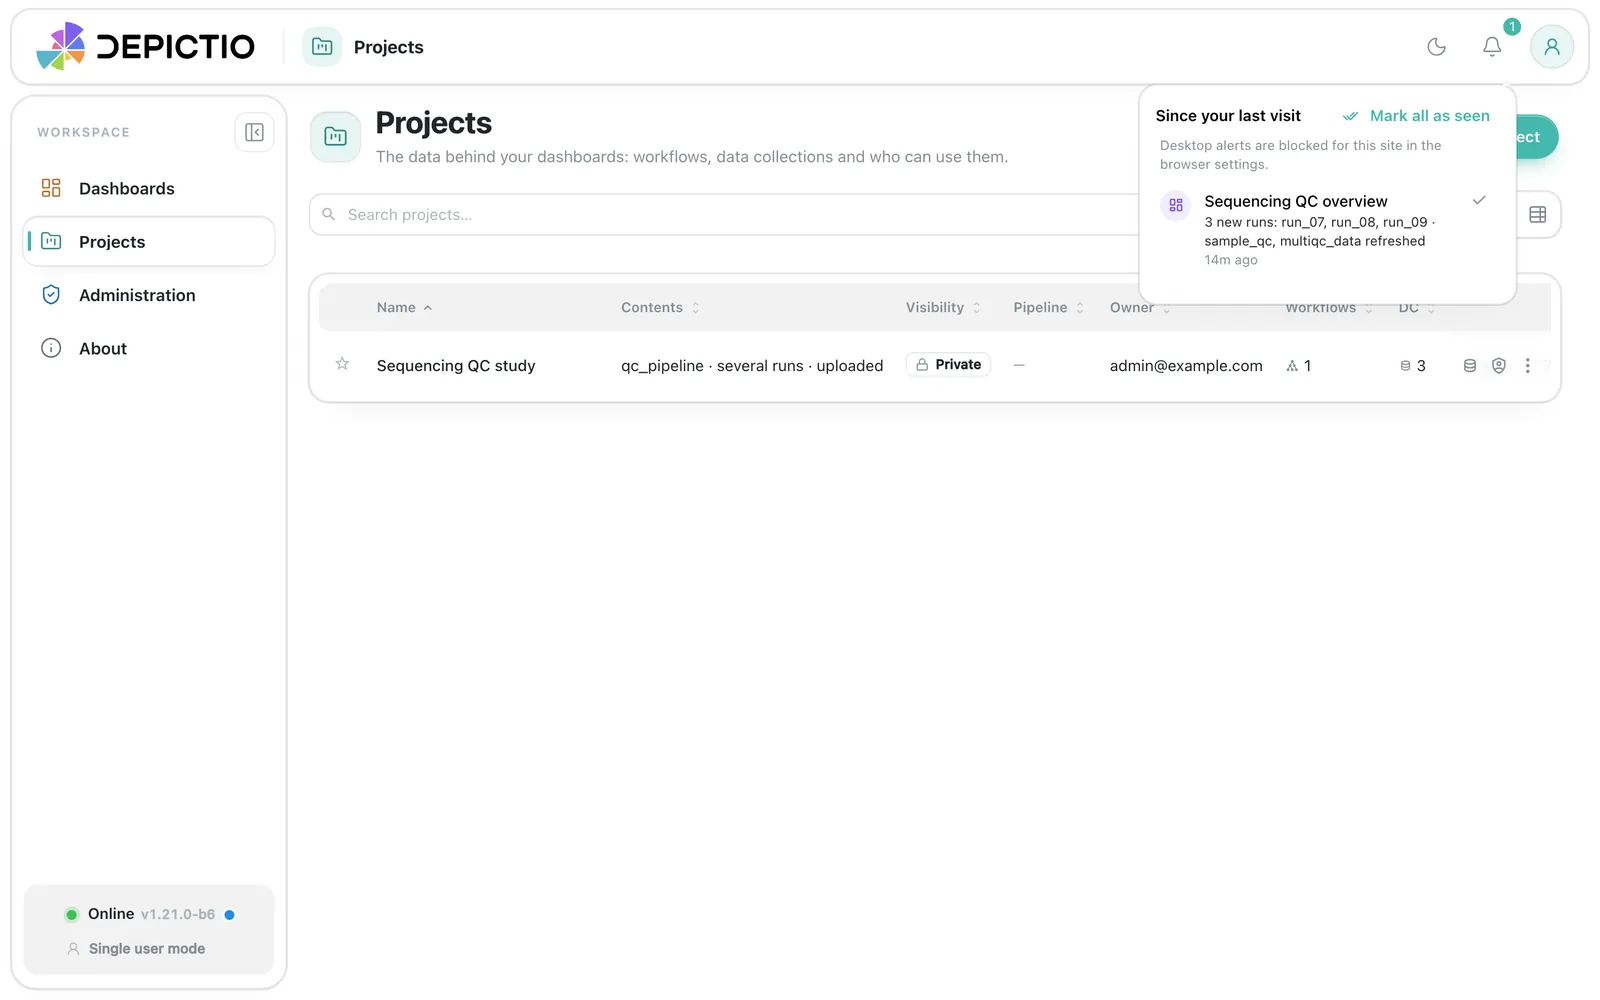 DEPICTIO
Projects
1
WORKSPACE
Dashboards
Projects
Administration
About
Online v1.21.0-b6
Single user mode
Projects
The data behind your dashboards: workflows, data collections and who can use them.
ect
Search projects...
Since your last visit
Mark all as seen
Desktop alerts are blocked for this site in the
browser settings.
Sequencing QC overview
3 new runs: run_07, run_08, run_09 ·
sample_qc, multiqc_data refreshed
14m ago
Name Contents Visibility Pipeline Owner Workflows DC
Sequencing QC study qc_pipeline · several runs · uploaded Private — admin@example.com 1 3